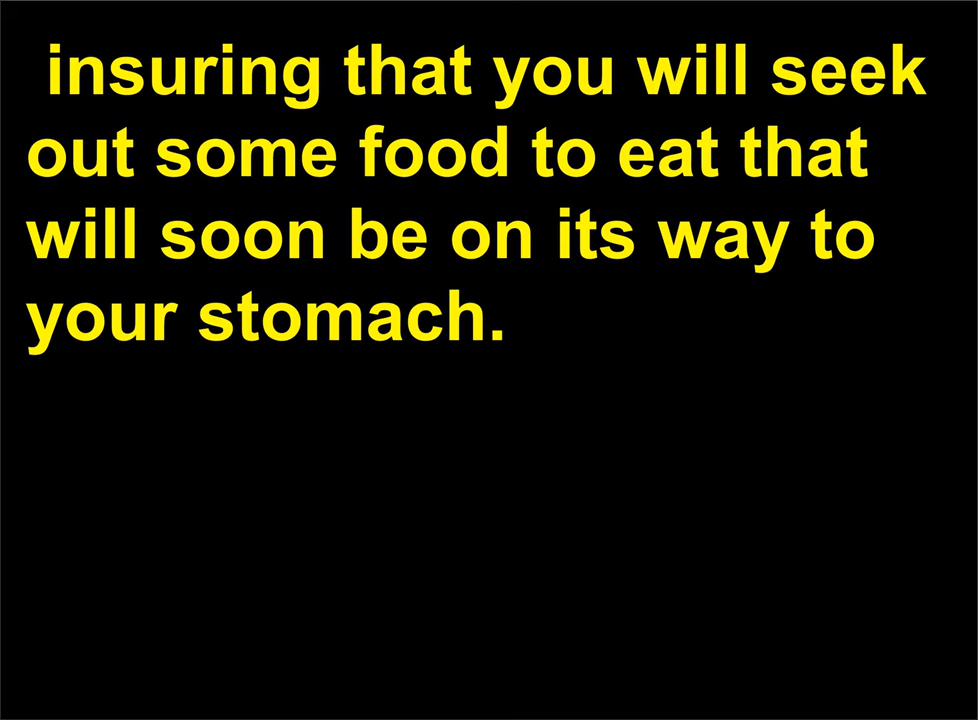 insuring that you will seek
out some food to eat that
will soon be on its way to
your stomach.